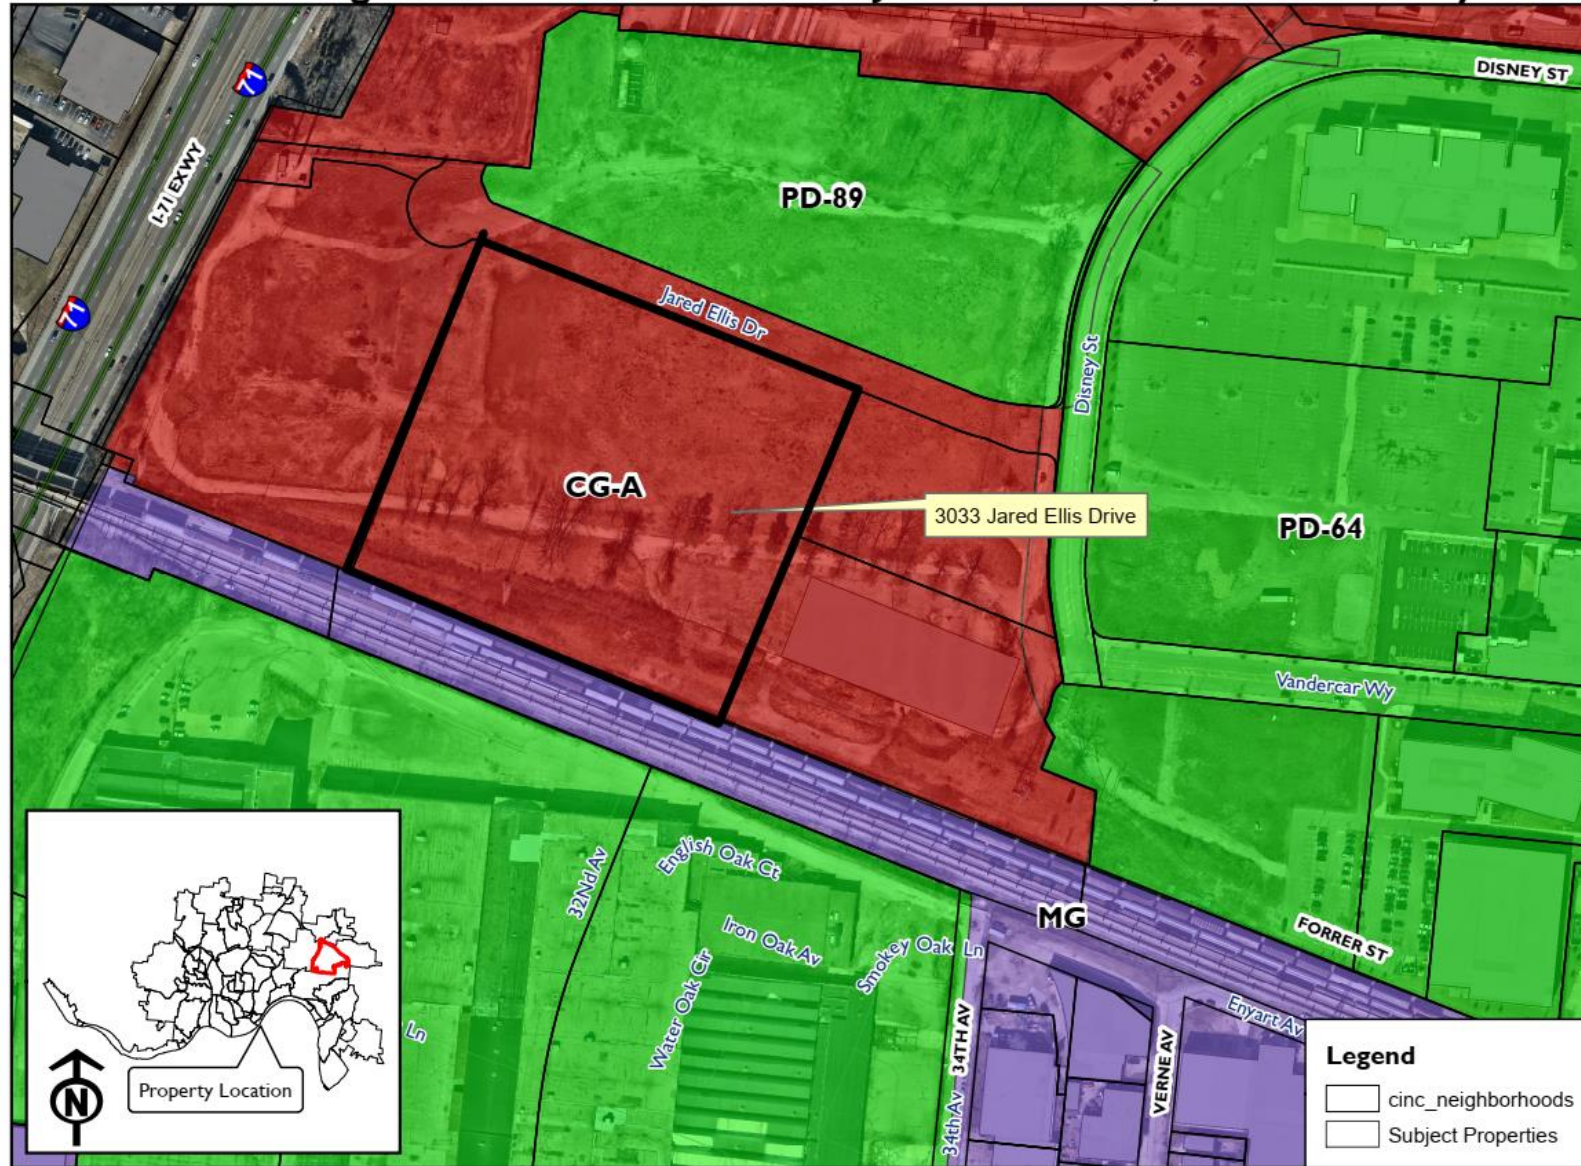 DISNEY ST
71
I-71 EXWY
PD-89
71
Jared Ellis Dr
Disney St
CG-A
3033 Jared Ellis Drive
PD-64
Vandercar Wy
32Nd Av
English Oak Ct
Iron Oak Av
Smokey Oak Ln
Water Oak Cir
MG
FORRER ST
Enyart Av
34TH AV
34th Av
VERNE AV
Ln
N
Property Location
Legend
cinc_neighborhoods
Subject Properties